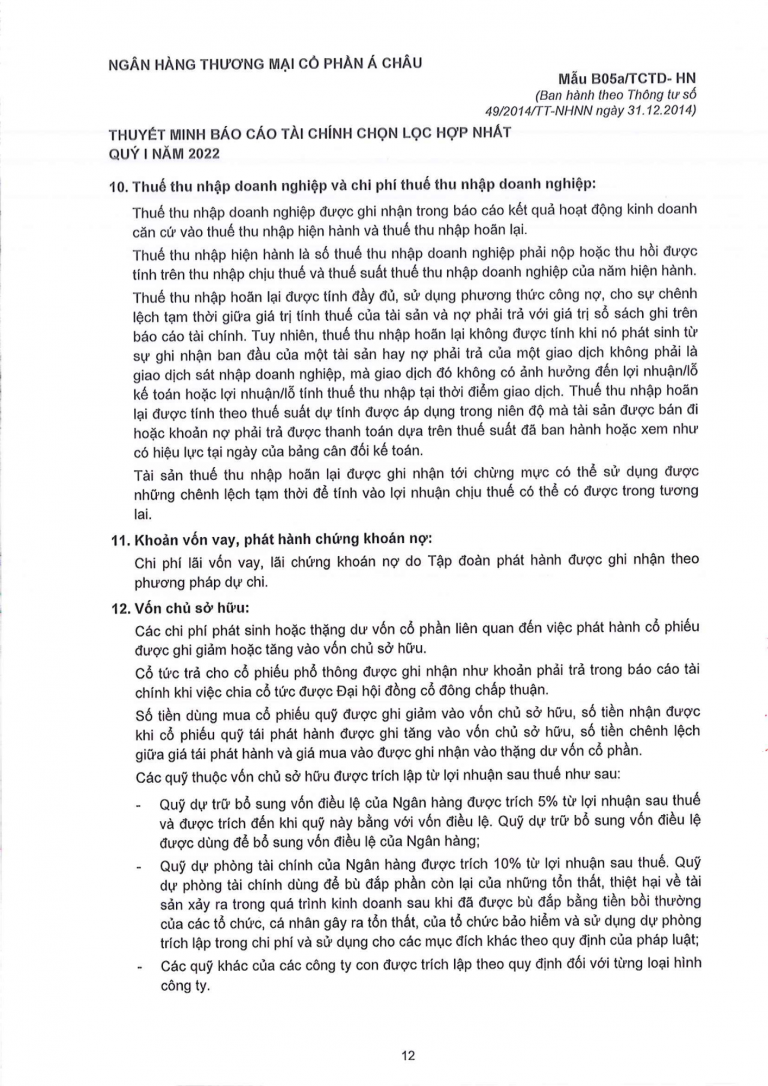 NGÂN HÀNG THƯƠNG MẠI CỔ PHẦN Á CHÂU
Mẫu B05a/TCTD- HN
(Ban hành theo Thông tư số
49/2014/TT-NHNN ngày 31.12.2014)
THUYẾT MINH BÁO CÁO TÀI CHÍNH CHỌN LỌC HỢP NHẤT
QUÝ I NĂM 2022
10. Thuế thu nhập doanh nghiệp và chi phí thuế thu nhập doanh nghiệp:
Thuế thu nhập doanh nghiệp được ghi nhận trong báo cáo kết quả hoạt động kinh doanh
căn cứ vào thuế thu nhập hiện hành và thuế thu nhập hoãn lại.
Thuế thu nhập hiện hành là số thuế thu nhập doanh nghiệp phải nộp hoặc thu hồi được
tính trên thu nhập chịu thuế và thuế suất thuế thu nhập doanh nghiệp của năm hiện hành.
Thuế thu nhập hoãn lại được tính đầy đủ, sử dụng phương thức công nợ, cho sự chênh
lệch tạm thời giữa giá trị tính thuế của tài sản và nợ phải trả với giá trị sổ sách ghi trên
báo cáo tài chính. Tuy nhiên, thuế thu nhập hoãn lại không được tính khi nó phát sinh từ
sự ghi nhận ban đầu của một tài sản hay nợ phải trả của một giao dịch không phải là
giao dịch sát nhập doanh nghiệp, mà giao dịch đó không có ảnh hưởng đến lợi nhuận/lỗ
kế toán hoặc lợi nhuận/lỗ tính thuế thu nhập tại thời điểm giao dịch. Thuế thu nhập hoãn
lại được tính theo thuế suất dự tính được áp dụng trong niên độ mà tài sản được bán đi
hoặc khoản nợ phải trả được thanh toán dựa trên thuế suất đã ban hành hoặc xem như
có hiệu lực tại ngày của bảng cân đối kế toán.
Tài sản thuế thu nhập hoãn lại được ghi nhận tới chừng mực có thể sử dụng được
những chênh lệch tạm thời để tính vào lợi nhuận chịu thuế có thể có được trong tương
lai.
11. Khoản vốn vay, phát hành chứng khoán nợ:
Chi phí lãi vốn vay, lãi chứng khoán nợ do Tập đoàn phát hành được ghi nhận theo
phương pháp dự chi.
12. Vốn chủ sở hữu:
Các chi phí phát sinh hoặc thặng dư vốn cổ phần liên quan đến việc phát hành cổ phiếu
được ghi giảm hoặc tăng vào vốn chủ sở hữu.
Cổ tức trả cho cổ phiếu phổ thông được ghi nhận như khoản phải trả trong báo cáo tài
chính khi việc chia cổ tức được Đại hội đồng cổ đông chấp thuận.
Số tiền dùng mua cổ phiếu quỹ được ghi giảm vào vốn chủ sở hữu, số tiền nhận được
khi cổ phiếu quỹ tái phát hành được ghi tăng vào vốn chủ sở hữu, số tiền chênh lệch
giữa giá tái phát hành và giá mua vào được ghi nhận vào thặng dư vốn cổ phần.
Các quỹ thuộc vốn chủ sở hữu được trích lập từ lợi nhuận sau thuế như sau:
- Quỹ dự trữ bổ sung vốn điều lệ của Ngân hàng được trích 5% từ lợi nhuận sau thuế
và được trích đến khi quỹ này bằng với vốn điều lệ. Quỹ dự trữ bổ sung vốn điều lệ
được dùng để bổ sung vốn điều lệ của Ngân hàng;
- Quỹ dự phòng tài chính của Ngân hàng được trích 10% từ lợi nhuận sau thuế. Quỹ
dự phòng tài chính dùng để bù đắp phần còn lại của những tổn thất, thiệt hại về tài
sản xảy ra trong quá trình kinh doanh sau khi đã được bù đắp bằng tiền bồi thường
của các tổ chức, cá nhân gây ra tổn thất, của tổ chức bảo hiểm và sử dụng dự phòng
trích lập trong chi phí và sử dụng cho các mục đích khác theo quy định của pháp luật;
- Các quỹ khác của các công ty con được trích lập theo quy định đối với từng loại hình
công ty.
12